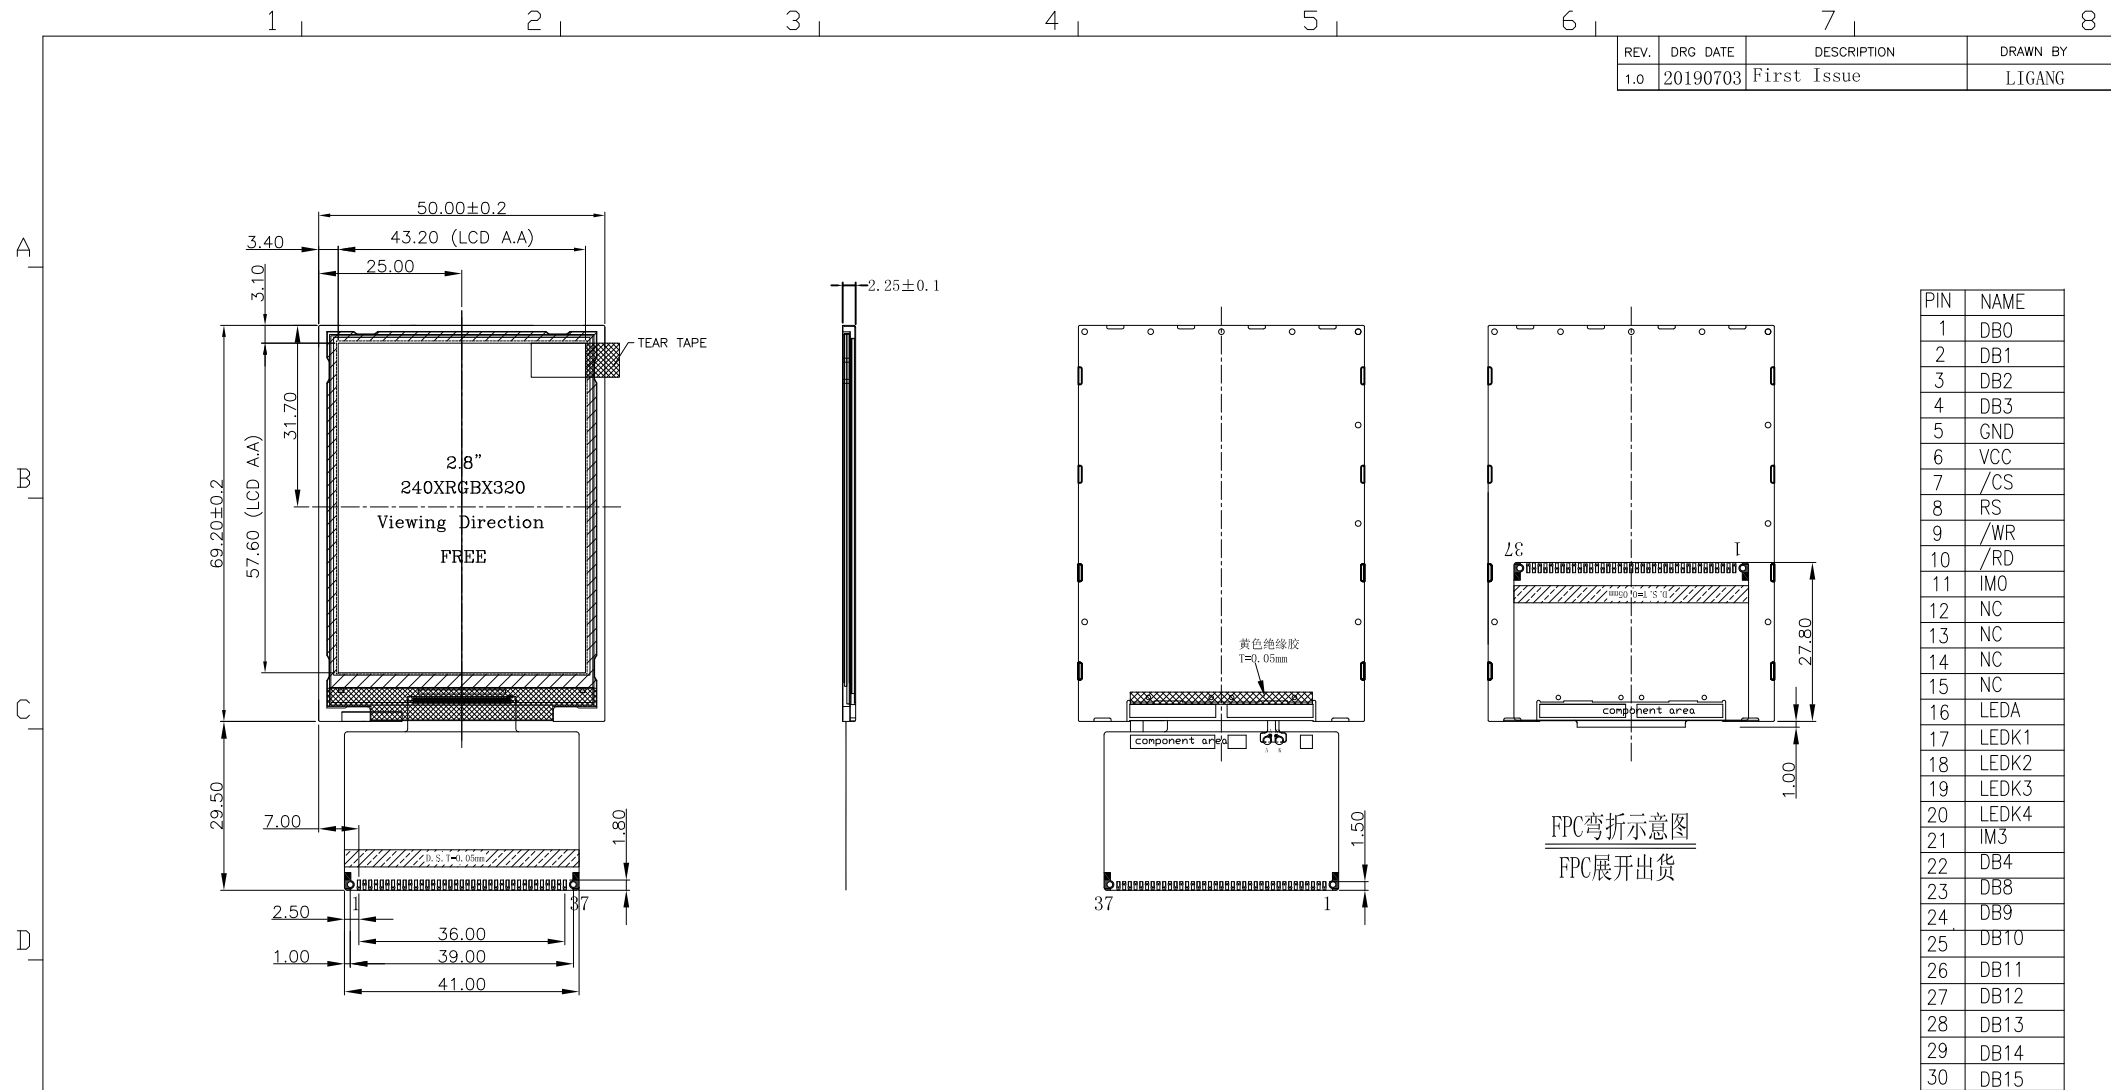 1 2 3 4 5 6 7 8
REV. DRG DATE DESCRIPTION DRAWN BY
1.0 20190703 First Issue LIGANG
A
B
C
D
50.00±0.2
3.40
43.20 (LCD A.A)
25.00
3.10
TEAR TAPE
31.70
57.60 (LCD A.A)
69.20±0.2
2.8"
240XRGBX320
Viewing Direction
FREE
29.50
7.00
1.80
D.S.T=0.05mm
1 37
2.50
36.00
1.00
39.00
41.00
2.25±0.1
黄色绝缘胶
T=0.05mm
component area
A K
1.50
37 1
37 1
D.S.T=0.05mm
27.80
component area
1.00
FPC弯折示意图
FPC展开出货
PIN NAME
1 DB0
2 DB1
3 DB2
4 DB3
5 GND
6 VCC
7 /CS
8 RS
9 /WR
10 /RD
11 IM0
12 NC
13 NC
14 NC
15 NC
16 LEDA
17 LEDK1
18 LEDK2
19 LEDK3
20 LEDK4
21 IM3
22 DB4
23 DB8
24 DB9
25 DB10
26 DB11
27 DB12
28 DB13
29 DB14
30 DB15